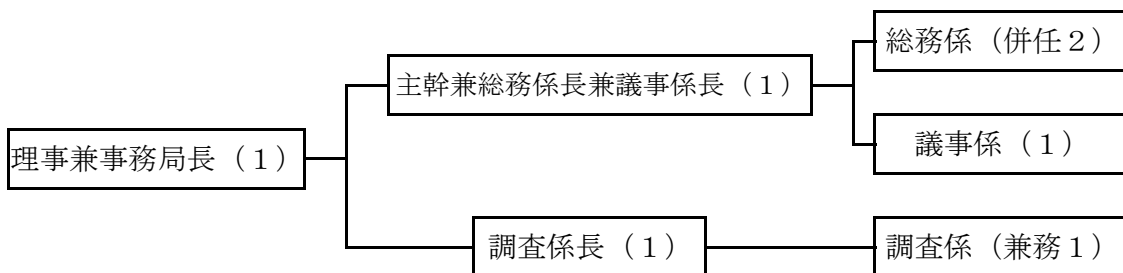 総務係（併任２）
主幹兼総務係長兼議事係長（１）
議事係（１）
理事兼事務局長（１）
調査係長（１）
調査係（兼務１）